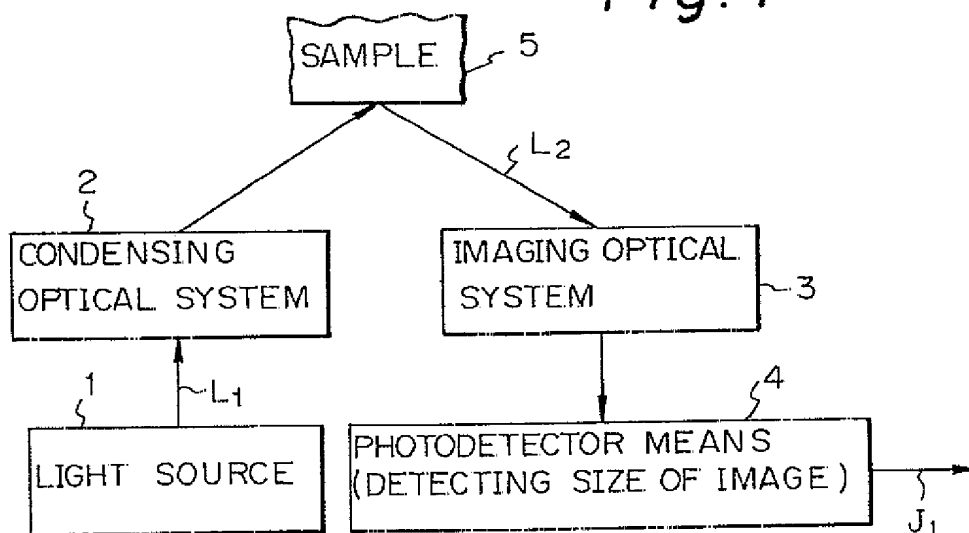 Fig. 1
SAMPLE
5
L2
2
CONDENSING
OPTICAL SYSTEM
IMAGING OPTICAL
SYSTEM
3
1
L1
4
LIGHT SOURCE
PHOTODETECTOR MEANS
(DETECTING SIZE OF IMAGE)
J1